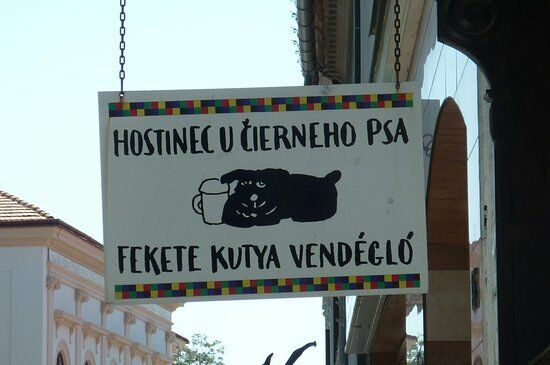 HOSTINEC U ČIERNEHO PSA
FEKETE KUTYA VENDÉGLŐ